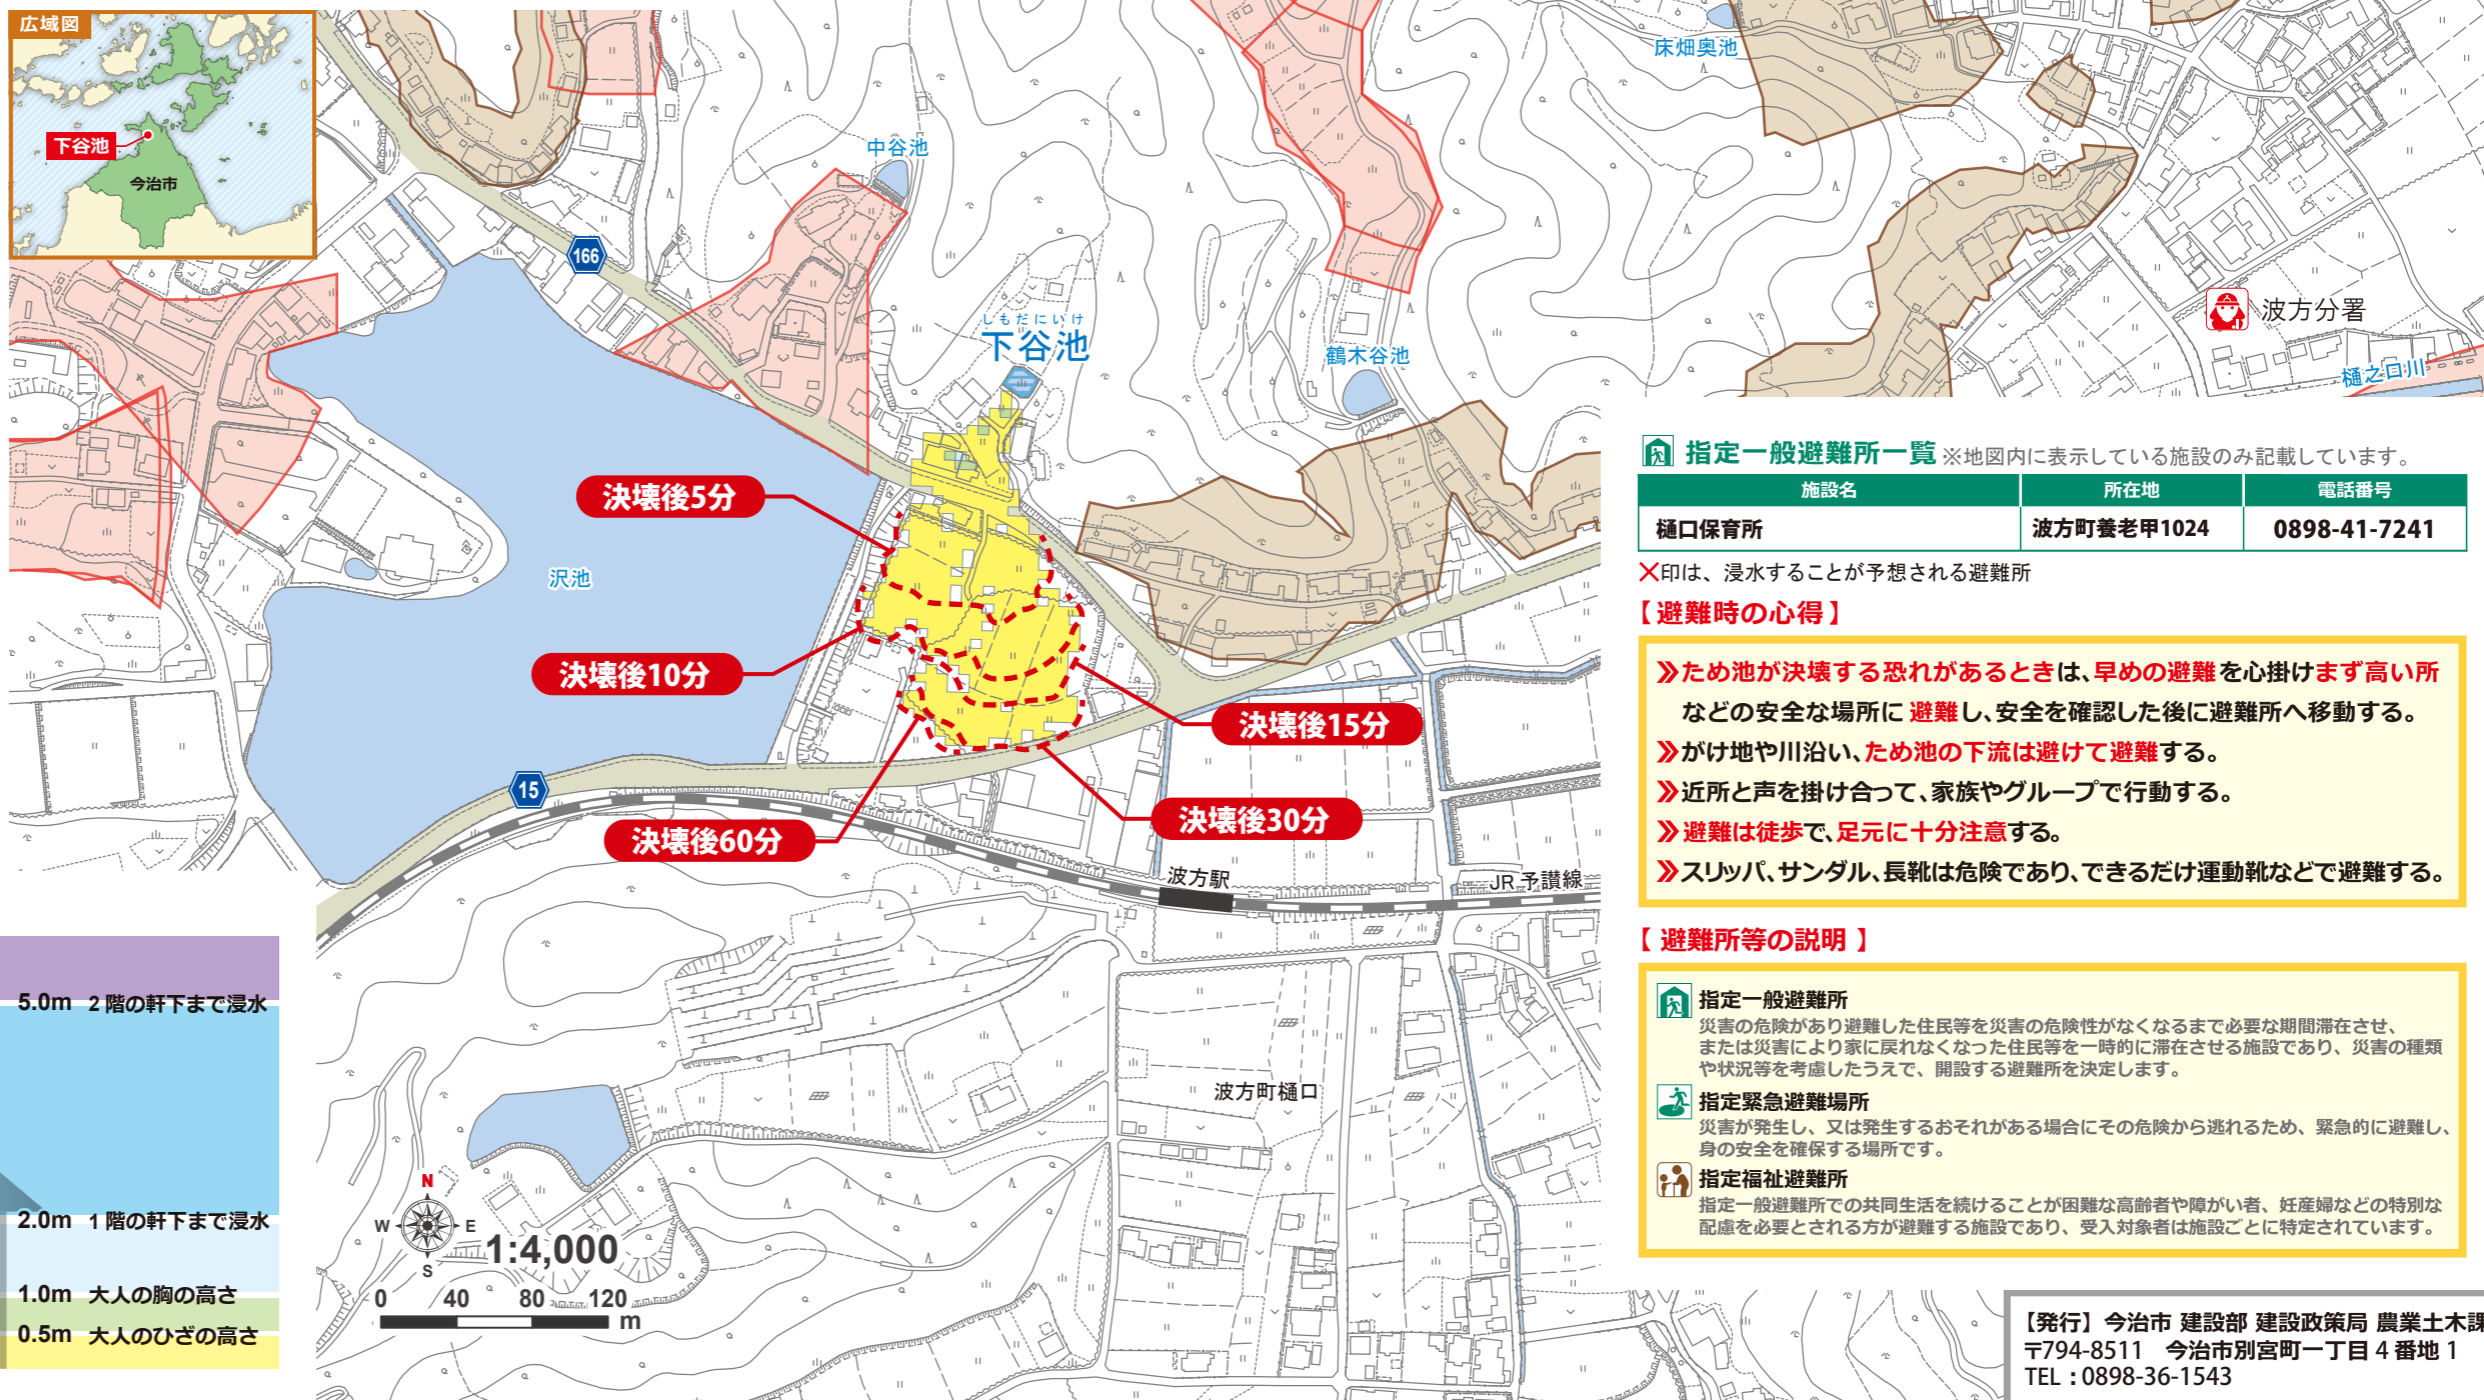 広域図
下谷池
今治市
床畑奥池
中谷池
166
しもだにいけ
下谷池
鶴木谷池
波方分署
樋之口川
決壊後5分
沢池
決壊後10分
決壊後15分
15
決壊後30分
決壊後60分
波方駅
JR 予讃線
波方町樋口
指定一般避難所一覧 ※地図内に表示している施設のみ記載しています。
施設名 所在地 電話番号
樋口保育所 波方町養老甲1024 0898-41-7241
×印は、浸水することが予想される避難所
【避難時の心得】
≫ため池が決壊する恐れがあるときは、早めの避難を心掛けまず高い所
などの安全な場所に 避難し、安全を確認した後に避難所へ移動する。
≫がけ地や川沿い、ため池の下流は避けて避難する。
≫近所と声を掛け合って、家族やグループで行動する。
≫避難は徒歩で、足元に十分注意する。
≫スリッパ、サンダル、長靴は危険であり、できるだけ運動靴などで避難する。
【 避難所等の説明 】
指定一般避難所
災害の危険があり避難した住民等を災害の危険性がなくなるまで必要な期間滞在させ、
または災害により家に戻れなくなった住民等を一時的に滞在させる施設であり、災害の種類
や状況等を考慮したうえで、開設する避難所を決定します。
指定緊急避難場所
災害が発生し、又は発生するおそれがある場合にその危険から逃れるため、緊急的に避難し、
身の安全を確保する場所です。
指定福祉避難所
指定一般避難所での共同生活を続けることが困難な高齢者や障がい者、妊産婦などの特別な
配慮を必要とされる方が避難する施設であり、受入対象者は施設ごとに特定されています。
5.0m 2 階の軒下まで浸水
2.0m 1 階の軒下まで浸水
1.0m 大人の胸の高さ
0.5m 大人のひざの高さ
N
W E
S
1:4,000
0 40 80 120
m
【発行】今治市 建設部 建設政策局 農業土木課
〒794-8511 今治市別宮町一丁目 4 番地 1
TEL：0898-36-1543